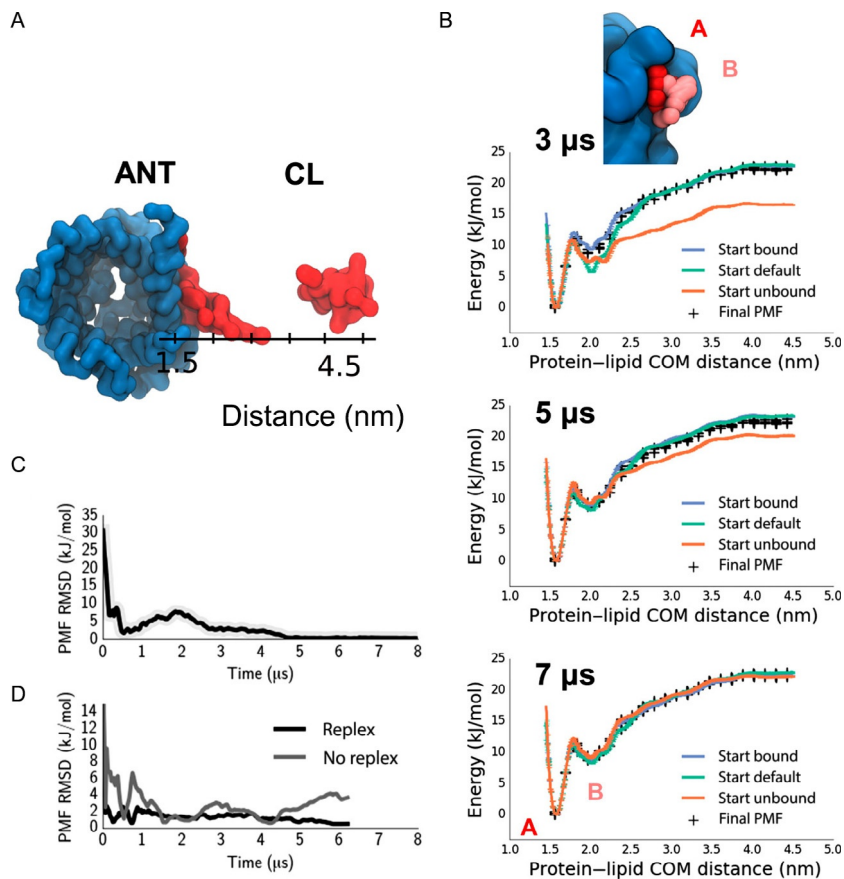 A
ANT CL
1.5 4.5
Distance (nm)
B
A
B
3 μs
25
20
15
10
5
0
Energy (kJ/mol)
Start bound
Start default
Start unbound
Final PMF
1.0 1.5 2.0 2.5 3.0 3.5 4.0 4.5 5.0
Protein−lipid COM distance (nm)
5 μs
25
20
15
10
5
0
Energy (kJ/mol)
Start bound
Start default
Start unbound
Final PMF
1.0 1.5 2.0 2.5 3.0 3.5 4.0 4.5 5.0
Protein−lipid COM distance (nm)
7 μs
25
20
15
10
5
0
Energy (kJ/mol)
Start bound
Start default
Start unbound
Final PMF
A
B
1.0 1.5 2.0 2.5 3.0 3.5 4.0 4.5 5.0
Protein−lipid COM distance (nm)
C
35
30
25
20
15
10
5
0
PMF RMSD (kJ/mol)
0 1 2 3 4 5 6 7 8
Time (μs)
D
14
12
10
8
6
4
2
0
PMF RMSD (kJ/mol)
Replex
No replex
0 1 2 3 4 5 6 7 8
Time (μs)